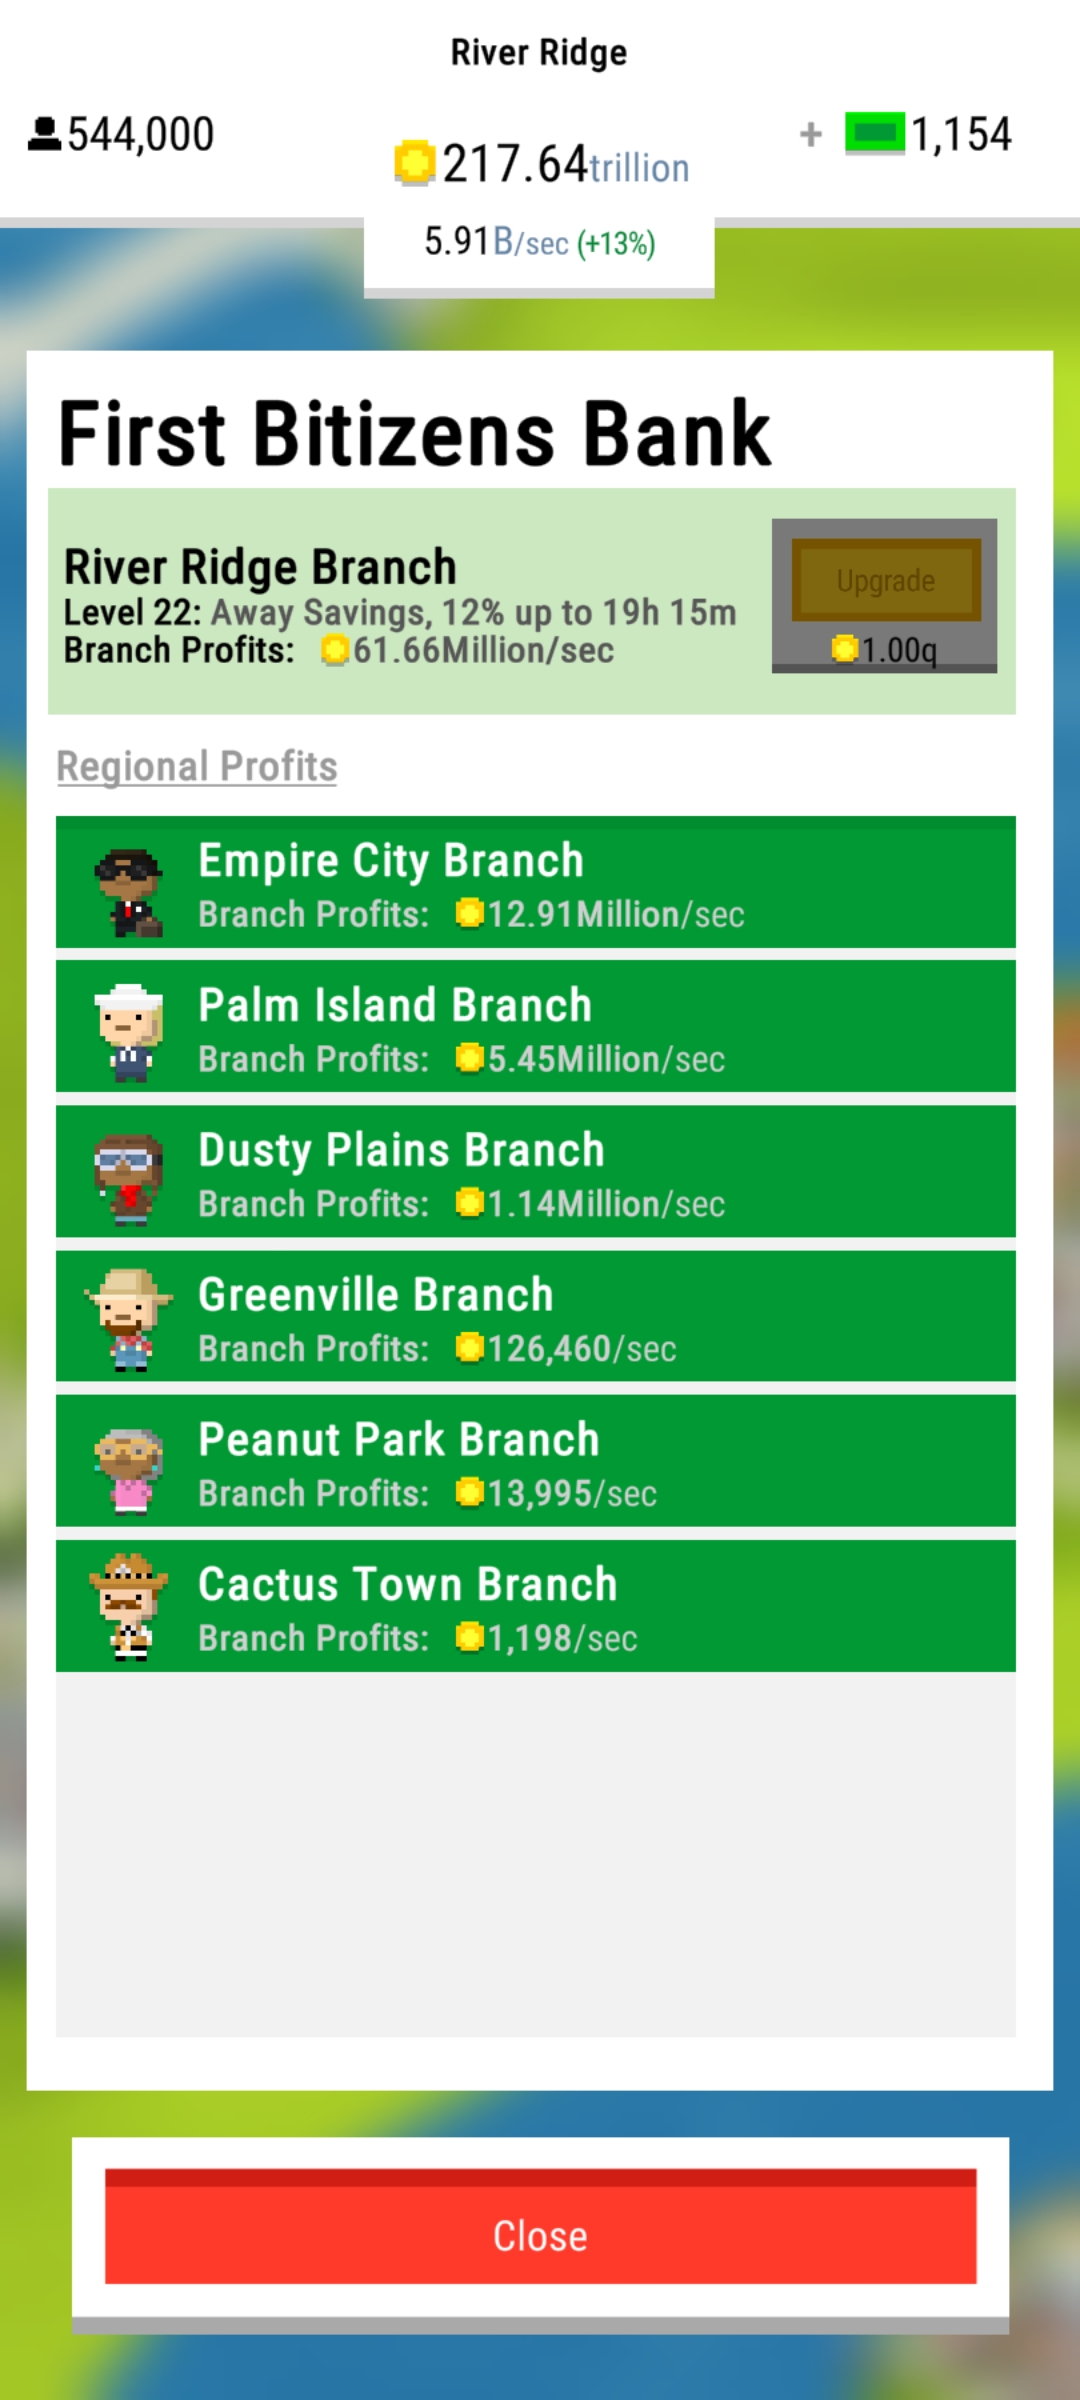 River Ridge
544,000
217.64trillion
+ 1,154
5.91B/sec (+13%)
First Bitizens Bank
River Ridge Branch
Level 22: Away Savings, 12% up to 19h 15m
Branch Profits: 61.66Million/sec
Upgrade
1.00q
Regional Profits
Empire City Branch
Branch Profits: 12.91Million/sec
Palm Island Branch
Branch Profits: 5.45Million/sec
Dusty Plains Branch
Branch Profits: 1.14Million/sec
Greenville Branch
Branch Profits: 126,460/sec
Peanut Park Branch
Branch Profits: 13,995/sec
Cactus Town Branch
Branch Profits: 1,198/sec
Close